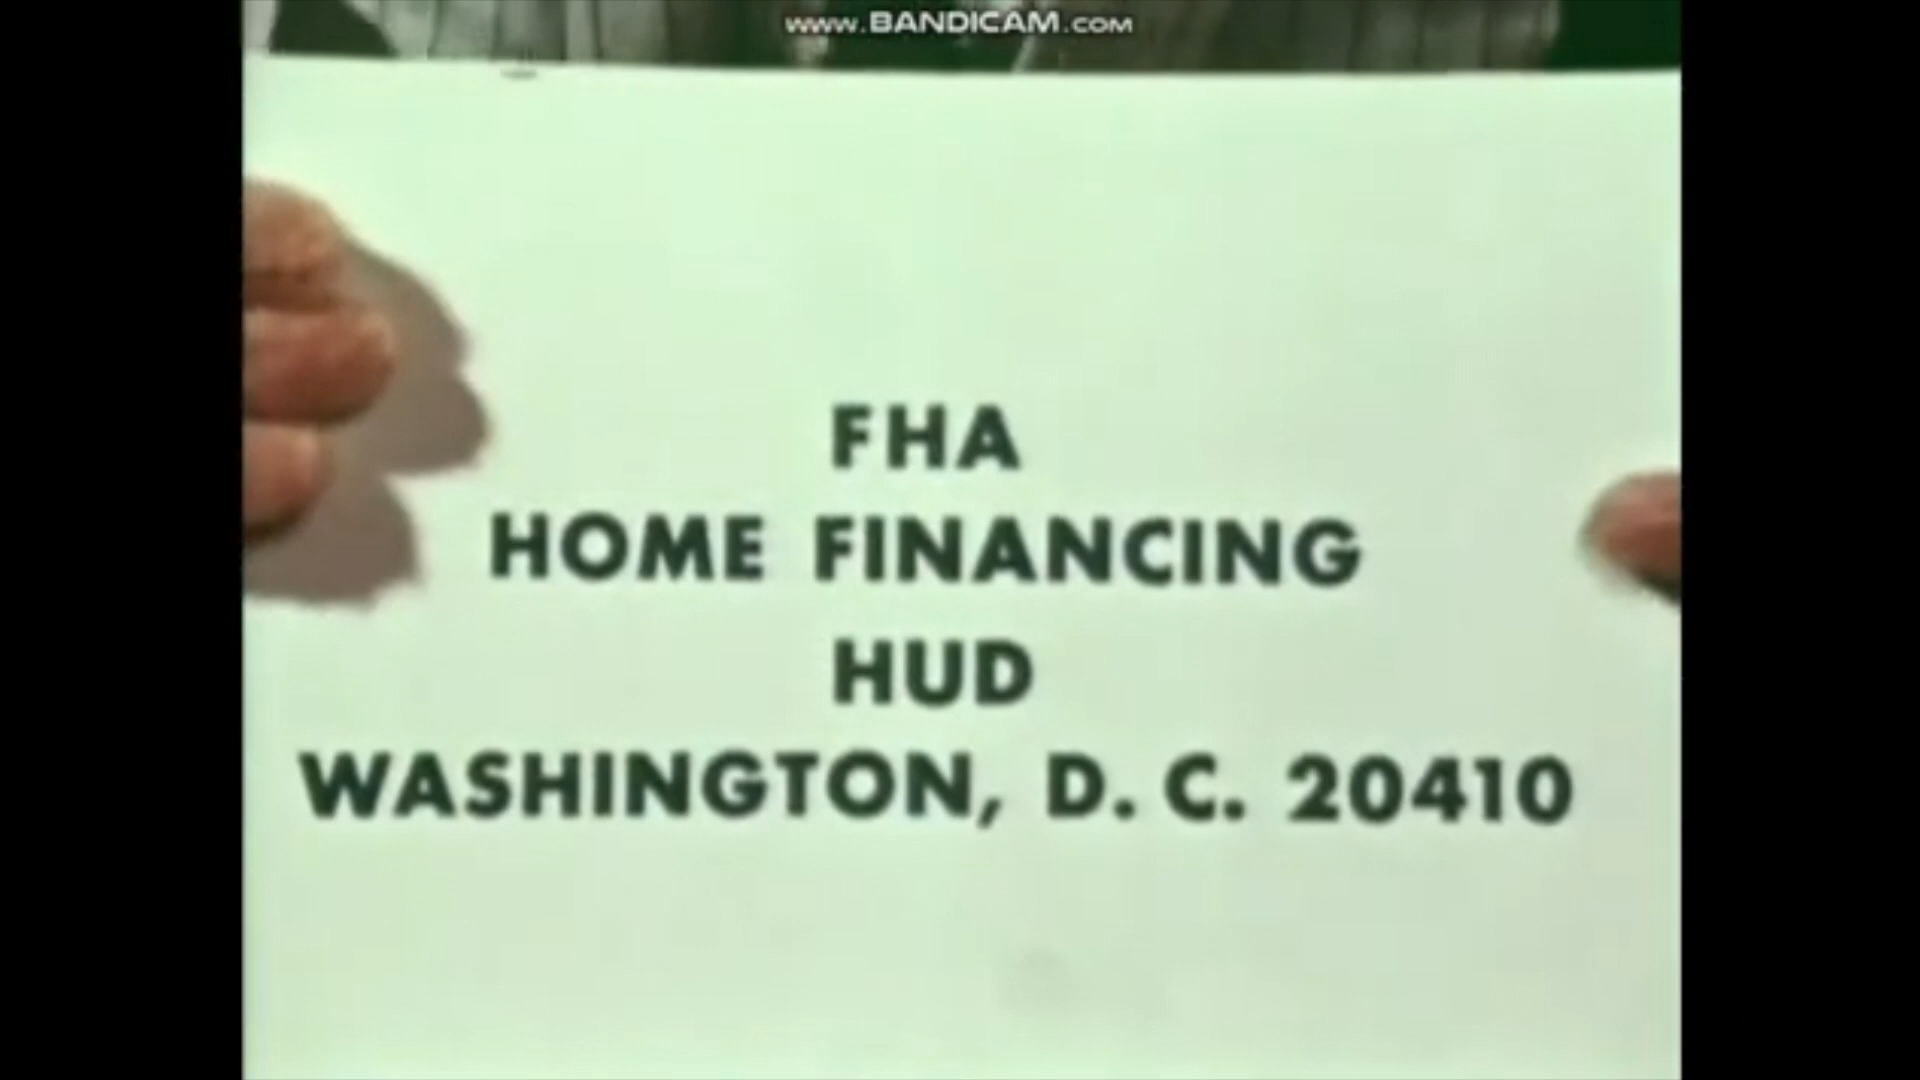 www.BANDICAM.com
FHA
HOME FINANCING
HUD
WASHINGTON, D. C. 20410